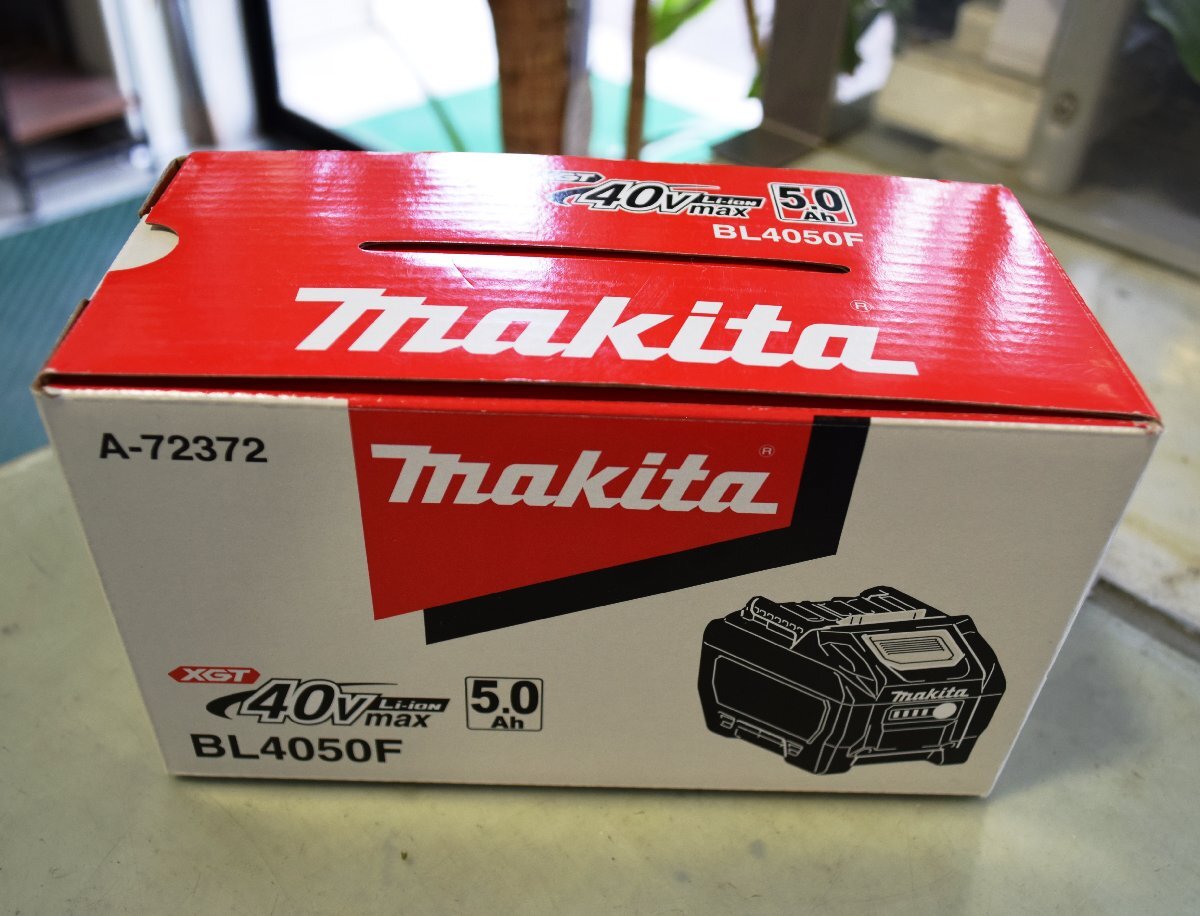 XGT 40Vmax Li-ion 5.0 Ah
BL4050F
makita ®
A-72372
makita ®
makita
XGT
40Vmax Li-ion 5.0 Ah
BL4050F